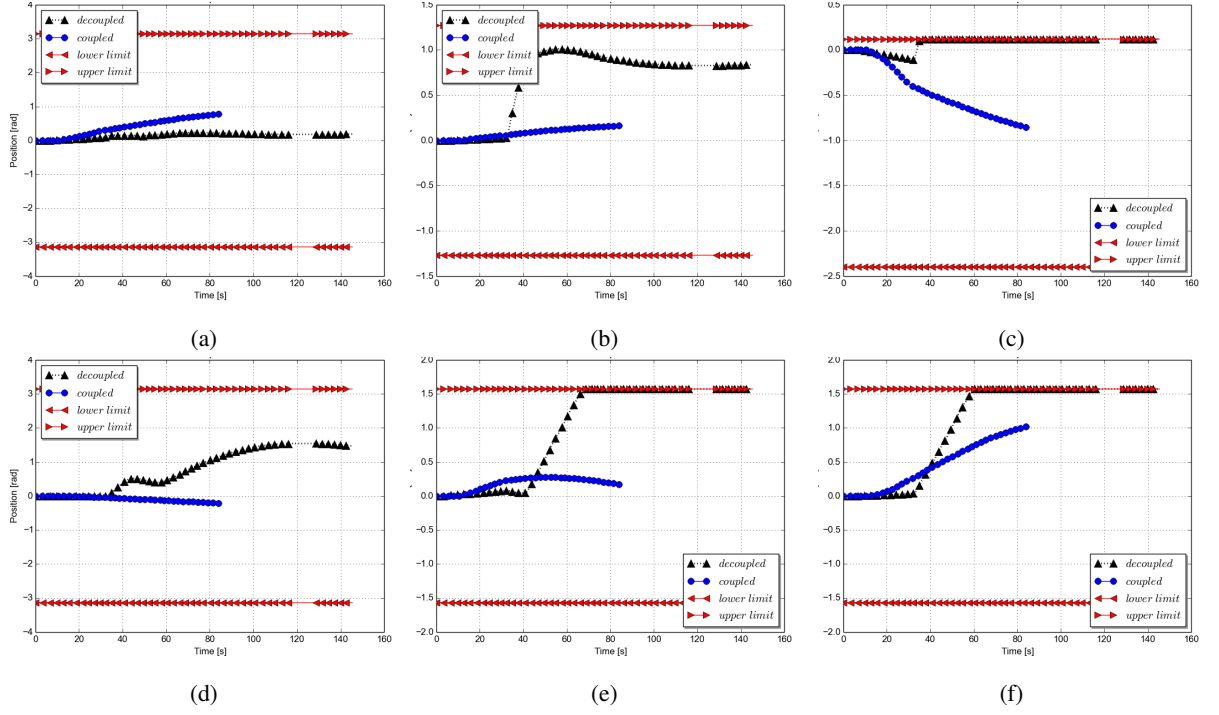 4
3
2
1
0
−1
−2
−3
−4
Position [rad]
decoupled
coupled
lower limit
upper limit
0 20 40 60 80 100 120 140 160
Time [s]
(a)
1.5
1.0
0.5
0.0
−0.5
−1.0
−1.5
decoupled
coupled
lower limit
upper limit
0 20 40 60 80 100 120 140 160
Time [s]
(b)
0.5
0.0
−0.5
−1.0
−1.5
−2.0
−2.5
decoupled
coupled
lower limit
upper limit
0 20 40 60 80 100 120 140 160
Time [s]
(c)
4
3
2
1
0
−1
−2
−3
−4
Position [rad]
decoupled
coupled
lower limit
upper limit
0 20 40 60 80 100 120 140 160
Time [s]
(d)
2.0
1.5
1.0
0.5
0.0
−0.5
−1.0
−1.5
−2.0
decoupled
coupled
lower limit
upper limit
0 20 40 60 80 100 120 140 160
Time [s]
(e)
2.0
1.5
1.0
0.5
0.0
−0.5
−1.0
−1.5
−2.0
decoupled
coupled
lower limit
upper limit
0 20 40 60 80 100 120 140 160
Time [s]
(f)